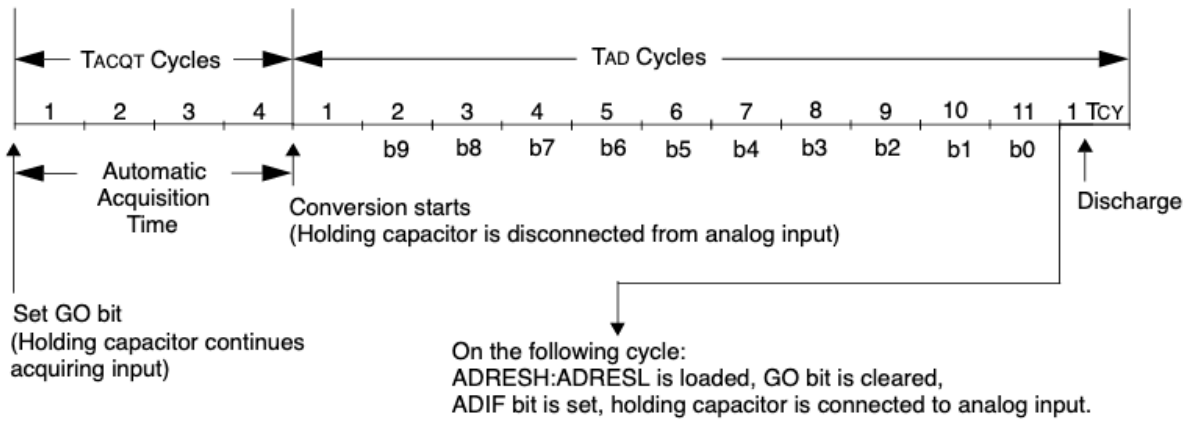 TACQT Cycles
TAD Cycles
1 2 3 4 1 2 3 4 5 6 7 8 9 10 11 1 TCY
b9 b8 b7 b6 b5 b4 b3 b2 b1 b0
Automatic
Acquisition
Time
Conversion starts
(Holding capacitor is disconnected from analog input)
Discharge
Set GO bit
(Holding capacitor continues
acquiring input)
On the following cycle:
ADRESH:ADRESL is loaded, GO bit is cleared,
ADIF bit is set, holding capacitor is connected to analog input.